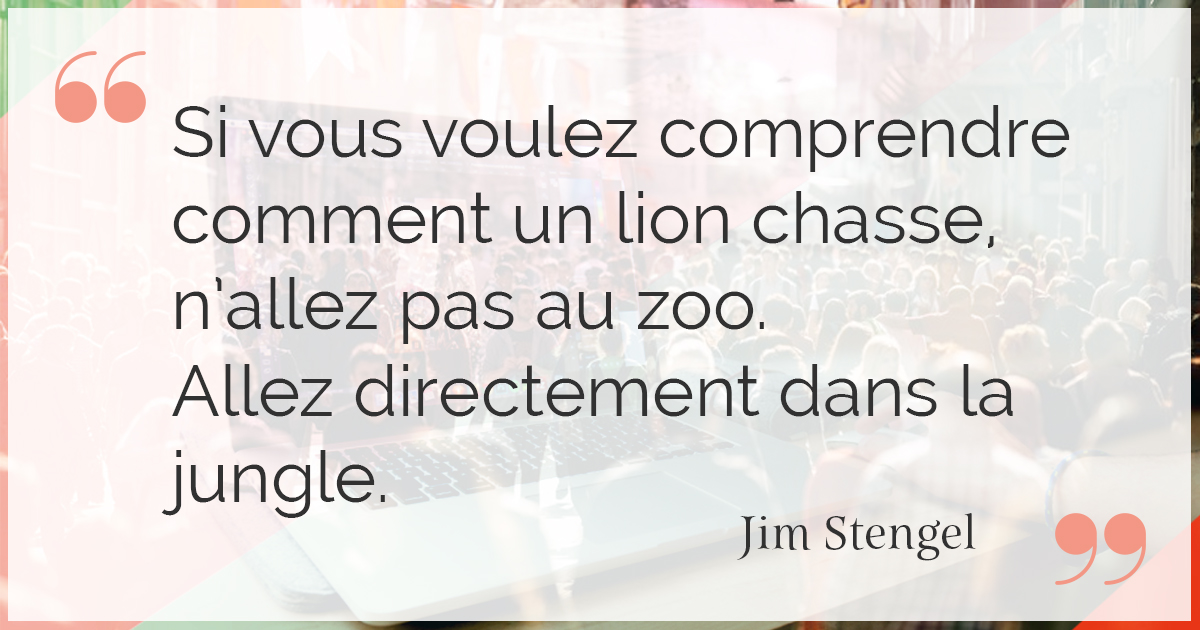 “
Si vous voulez comprendre
comment un lion chasse,
n’allez pas au zoo.
Allez directement dans la
jungle.
Jim Stengel
”